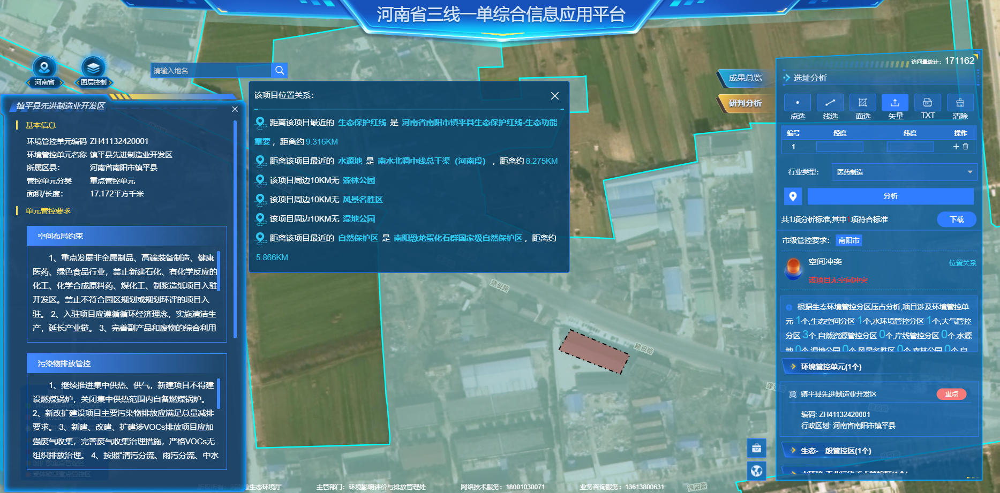 河南省三线一单综合信息应用平台
河南省
图层控制
请输入地名
镇平县先进制造业开发区
基本信息
环境管控单元编码 ZH41132420001
环境管控单元名称 镇平县先进制造业开发区
所属区县: 河南省南阳市镇平县
管控单元分类 重点管控单元
面积/长度: 17.172平方千米
单元管控要求
空间布局约束
1、重点发展非金属制品、高端装备制造、健康
医药、绿色食品行业，禁止新建石化、有化学反应的
化工、化学合成原料药、煤化工、制浆造纸项目入驻
开发区。禁止不符合园区规划或规划环评的项目入
驻。 2、入驻项目应遵循循环经济理念，实施清洁生
产，延长产业链。 3、完善副产品和废物的综合利用
污染物排放管控
1、继续推进集中供热、供气，新建项目不得建
设燃煤锅炉，关闭集中供热范围内自备燃煤锅炉。
2、新改扩建设项目主要污染物排放应满足总量减排
要求。 3、新建、改建、扩建涉VOCs排放项目应加
强废气收集，完善废气收集治理措施，严格VOCs无
组织排放治理。 4、按照“清污分流、雨污分流、中水
受体敏感重点管控区
该项目位置关系:
距离该项目最近的 生态保护红线 是 河南省南阳市镇平县生态保护红线-生态功能
重要 ，距离约 9.316KM
距离该项目最近的 水源地 是 南水北调中线总干渠（河南段） ，距离约 8.275KM
该项目周边10KM无 森林公园
该项目周边10KM无 风景名胜区
该项目周边10KM无 湿地公园
距离该项目最近的 自然保护区 是 南阳恐龙蛋化石群国家级自然保护区 ，距离约
5.866KM
成果总览
研判分析
访问量统计: 171162
选址分析
点选 线选 面选 矢量 TXT 清除
编号 经度 纬度 操作
1
行业类型: 医药制造
分析
共1项分析标准,其中1项符合标准
下载
市级管控要求: 南阳市
空间冲突
位置关系
该项目无空间冲突
根据生态环境管控分区压占分析,项目涉及环境管控单
元 1个,生态空间分区 1个,水环境管控分区 1个,大气管控
分区 3个,自然资源管控分区 0个,岸线管控分区 0个,水源
地 0个,湿地公园 0个,风景名胜区 0个,森林公园 0个,自
环境管控单元(1个)
镇平县先进制造业开发区
重点
编码: ZH41132420001
行政区划: 河南省南阳市镇平县
生态-一般管控区(1个)
水环境-工业污染重点管控区(1个)
建设路
建设路
建设路
涅阳路
省生态环境厅
主管部门：环境影响评价与排放管理处
网络技术服务：18001030071
业务咨询服务：13613800631